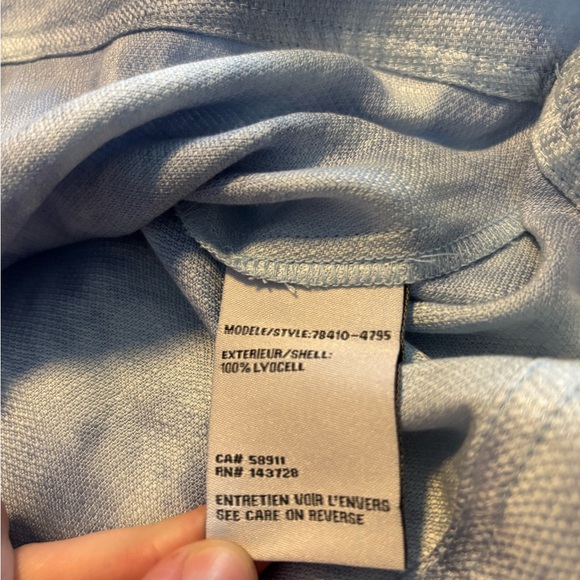 MODELE/STYLE:78410-4795
EXTERIEUR/SHELL:
100% LYOCELL
CA# 58911
RN# 143728
ENTRETIEN VOIR L'ENVERS
SEE CARE ON REVERSE